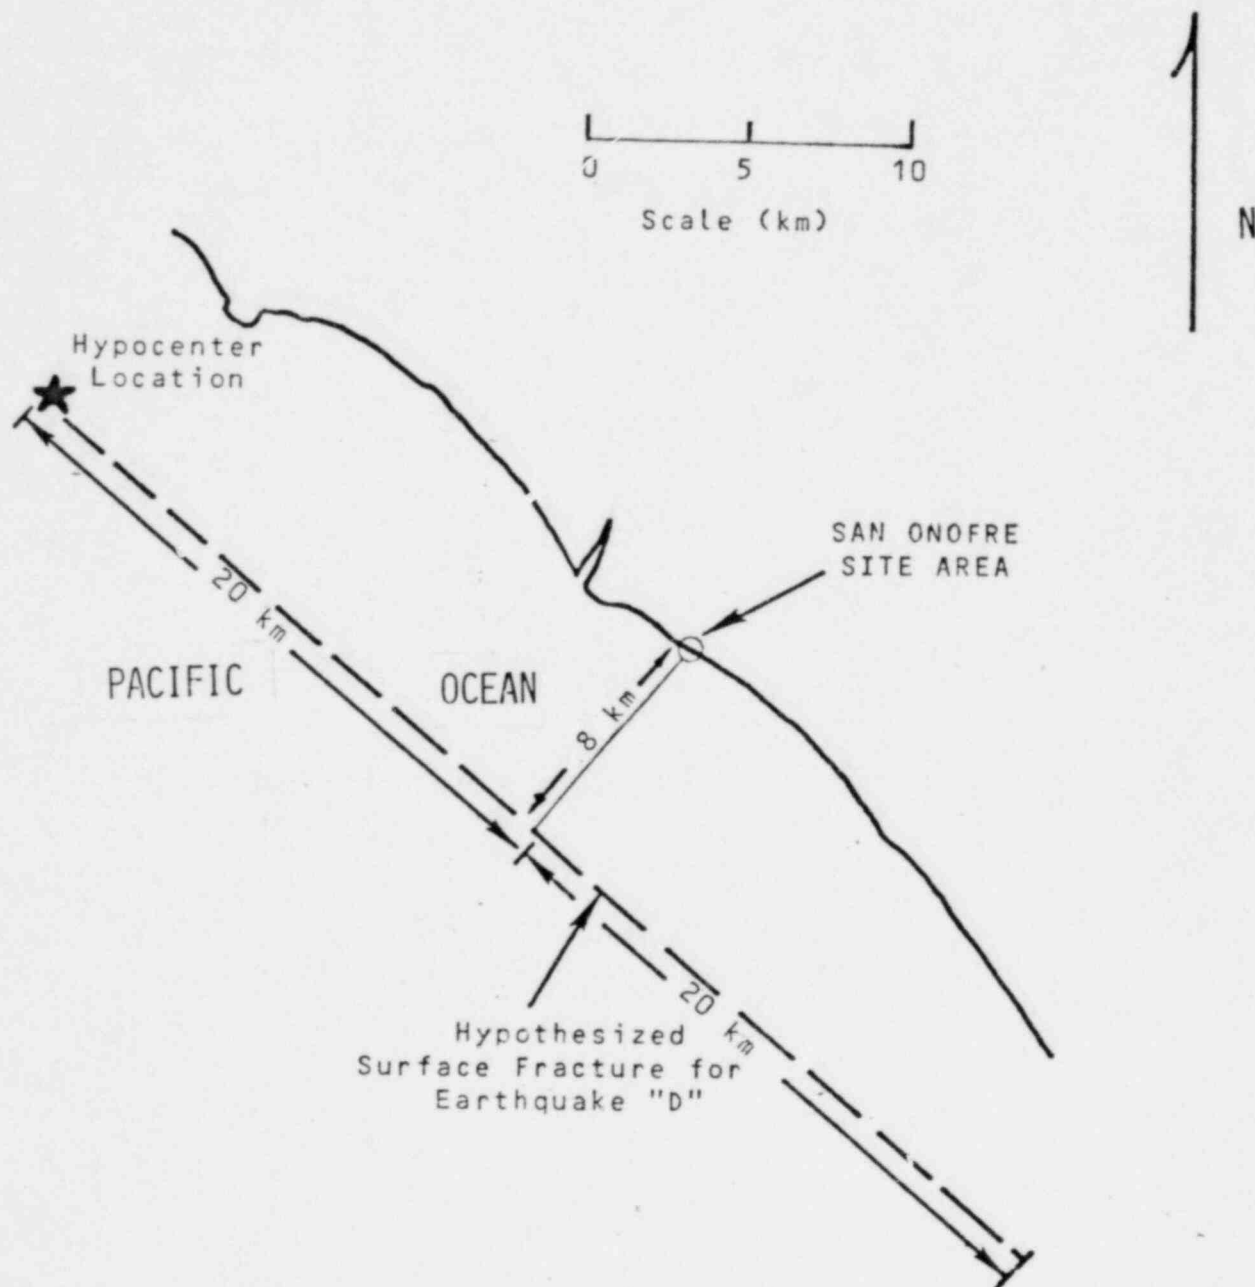 0 5 10
Scale (km)
N
Hypocenter
Location
SAN ONOFRE
SITE AREA
20 km
PACIFIC OCEAN
8 km
20 km
Hypothesized
Surface Fracture for
Earthquake "D"